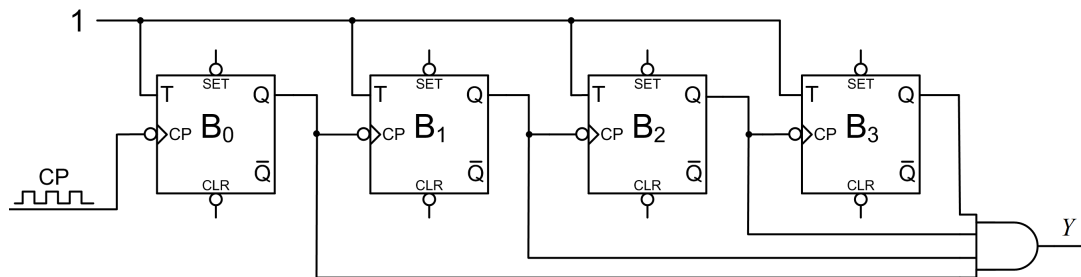 1
SET SET SET SET
T Q T Q T Q T Q
CP B₀ CP B₁ CP B₂ CP B₃
Q̅ Q̅ Q̅ Q̅
CP CLR CLR CLR CLR
Y